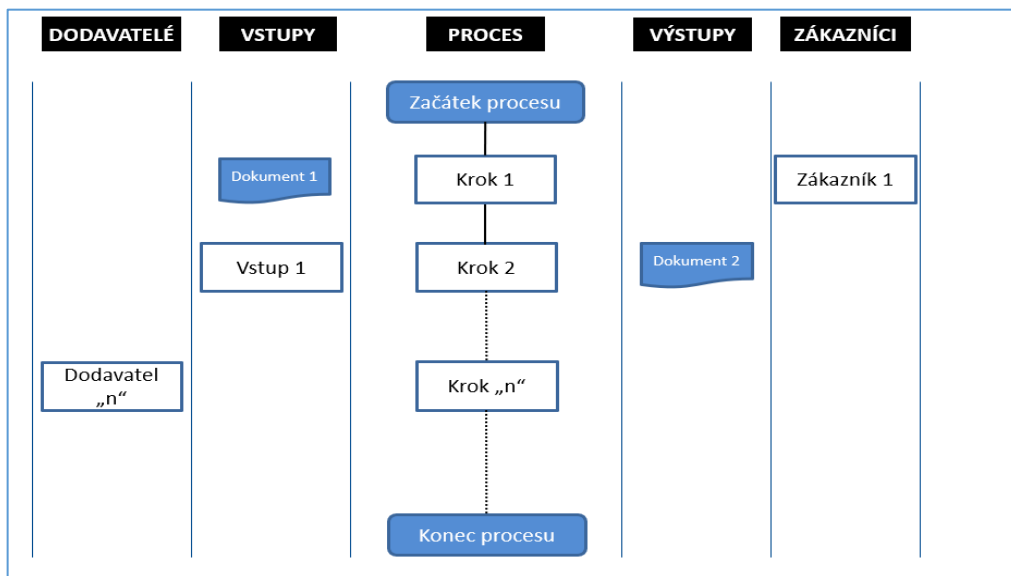 DODAVATELÉ
VSTUPY
PROCES
VÝSTUPY
ZÁKAZNÍCI
Začátek procesu
Dokument 1
Krok 1
Zákazník 1
Vstup 1
Krok 2
Dokument 2
Dodavatel
„n“
Krok „n“
Konec procesu